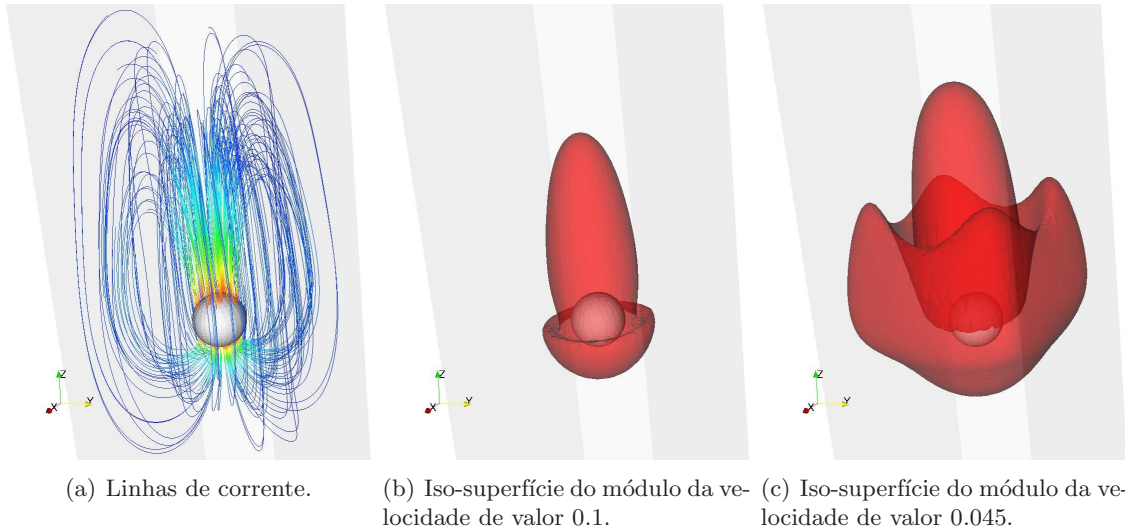 Z
X
Y
Z
X
Y
Z
X
Y
(a) Linhas de corrente.
(b) Iso-superfície do módulo da ve-
locidade de valor 0.1.
(c) Iso-superfície do módulo da ve-
locidade de valor 0.045.